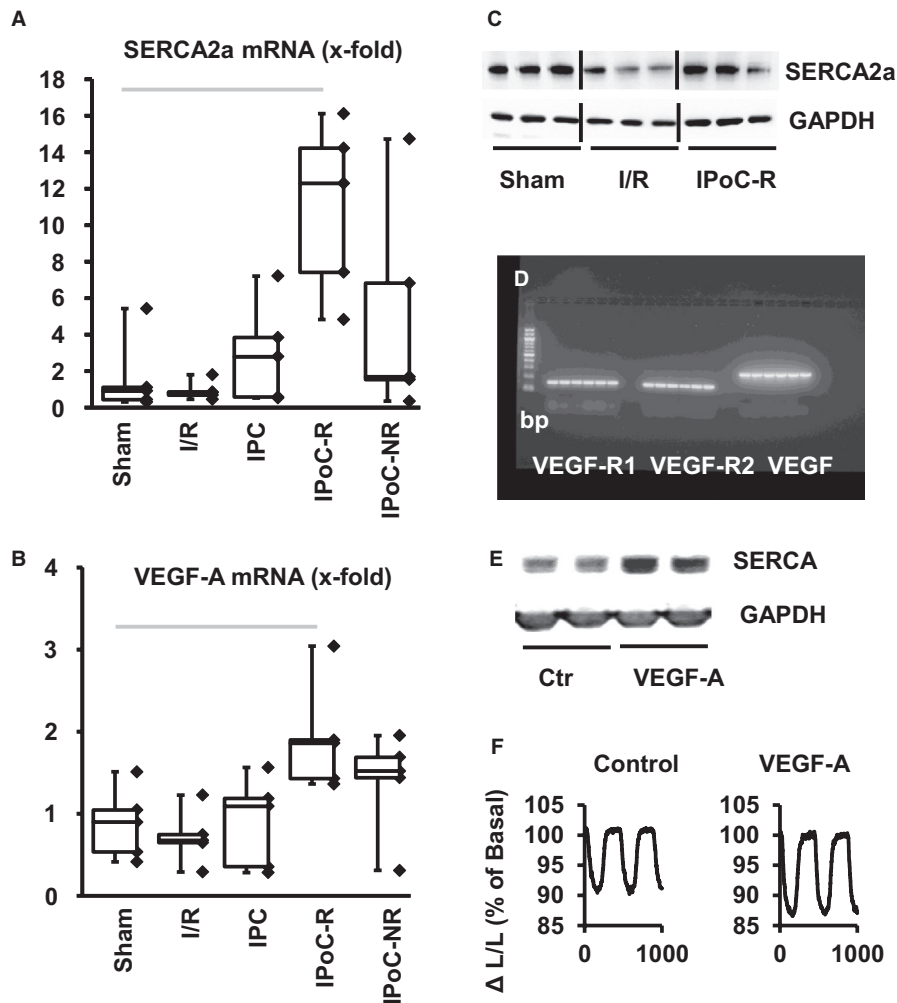 A
SERCA2a mRNA (x-fold)
18
16
14
12
10
8
6
4
2
0
Sham
I/R
IPC
IPoC-R
IPoC-NR
B
VEGF-A mRNA (x-fold)
4
3
2
1
0
Sham
I/R
IPC
IPoC-R
IPoC-NR
C
SERCA2a
GAPDH
Sham I/R IPoC-R
D
bp
VEGF-R1 VEGF-R2 VEGF
E
SERCA
GAPDH
Ctr VEGF-A
F
Control VEGF-A
Δ L/L (% of Basal)
105
100
95
90
85
0 1000
105
100
95
90
85
0 1000